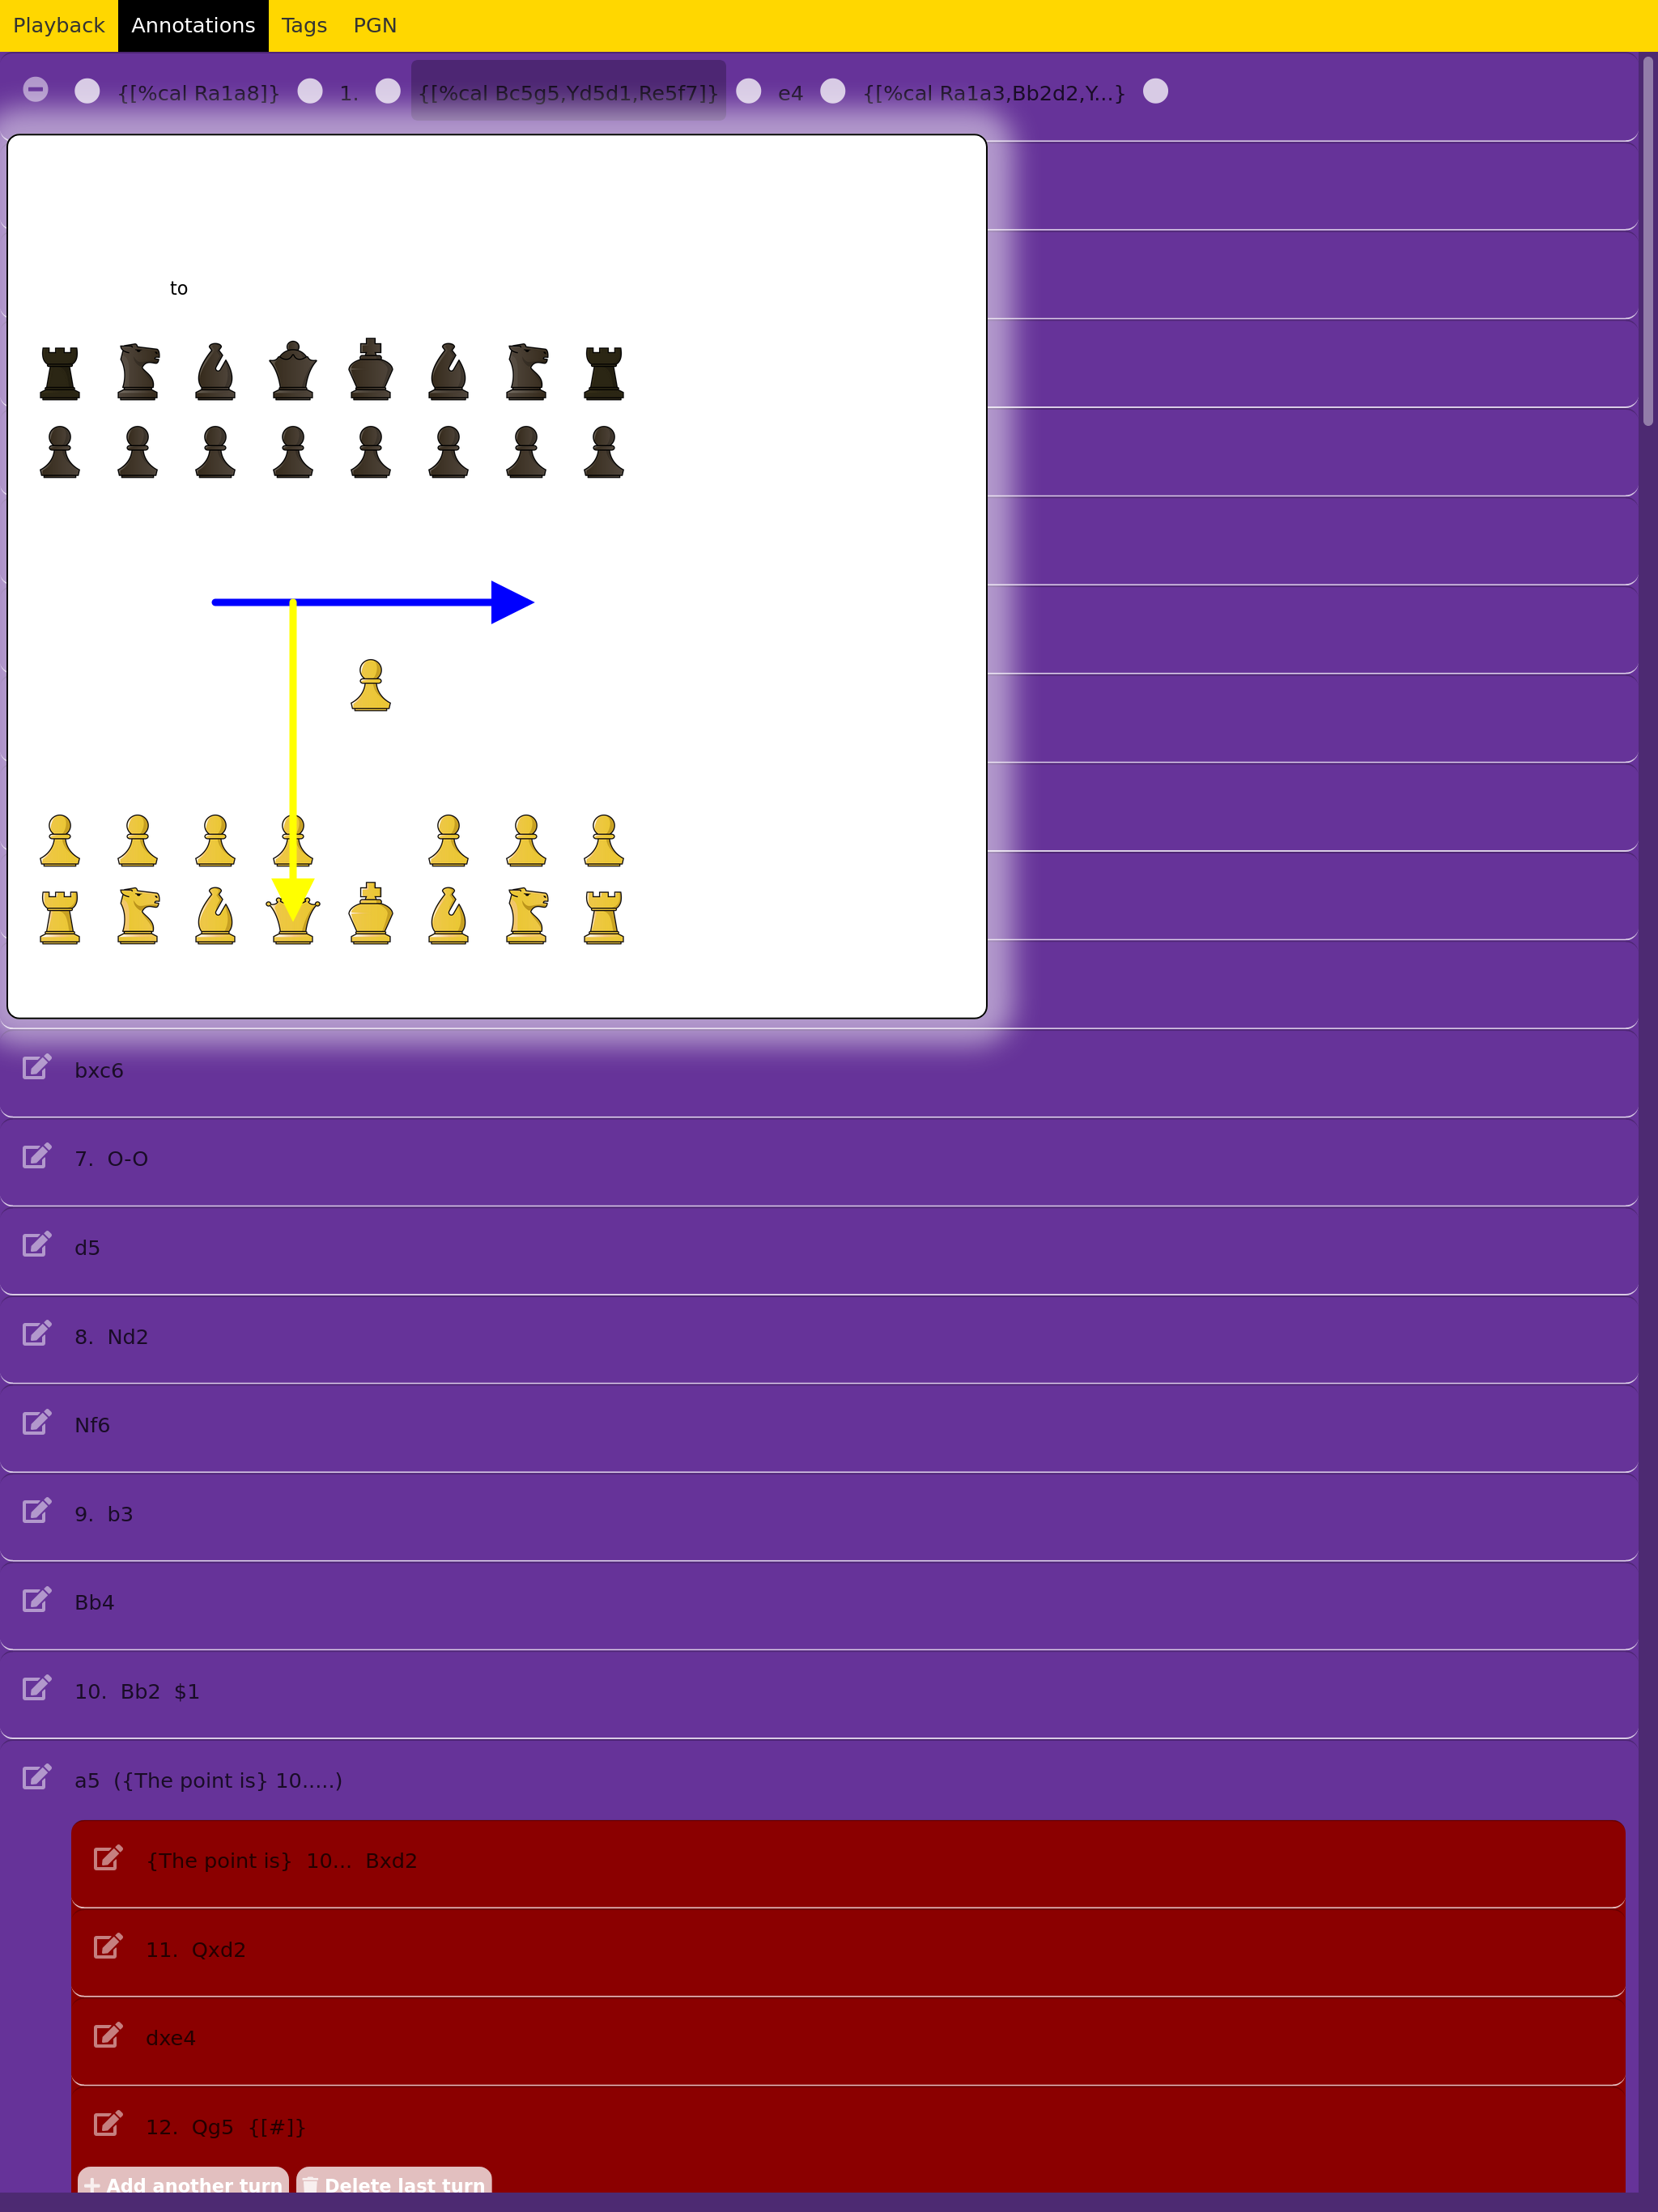 Playback Annotations Tags PGN
{[%cal Ra1a8]} 1. {[%cal Bc5g5,Yd5d1,Re5f7]} e4 {[%cal Ra1a3,Bb2d2,Y...}
to
bxc6
7. O-O
d5
8. Nd2
Nf6
9. b3
Bb4
10. Bb2 $1
a5 ({The point is} 10.....)
{The point is} 10... Bxd2
11. Qxd2
dxe4
12. Qg5 {[#]}
Add another turn Delete last turn